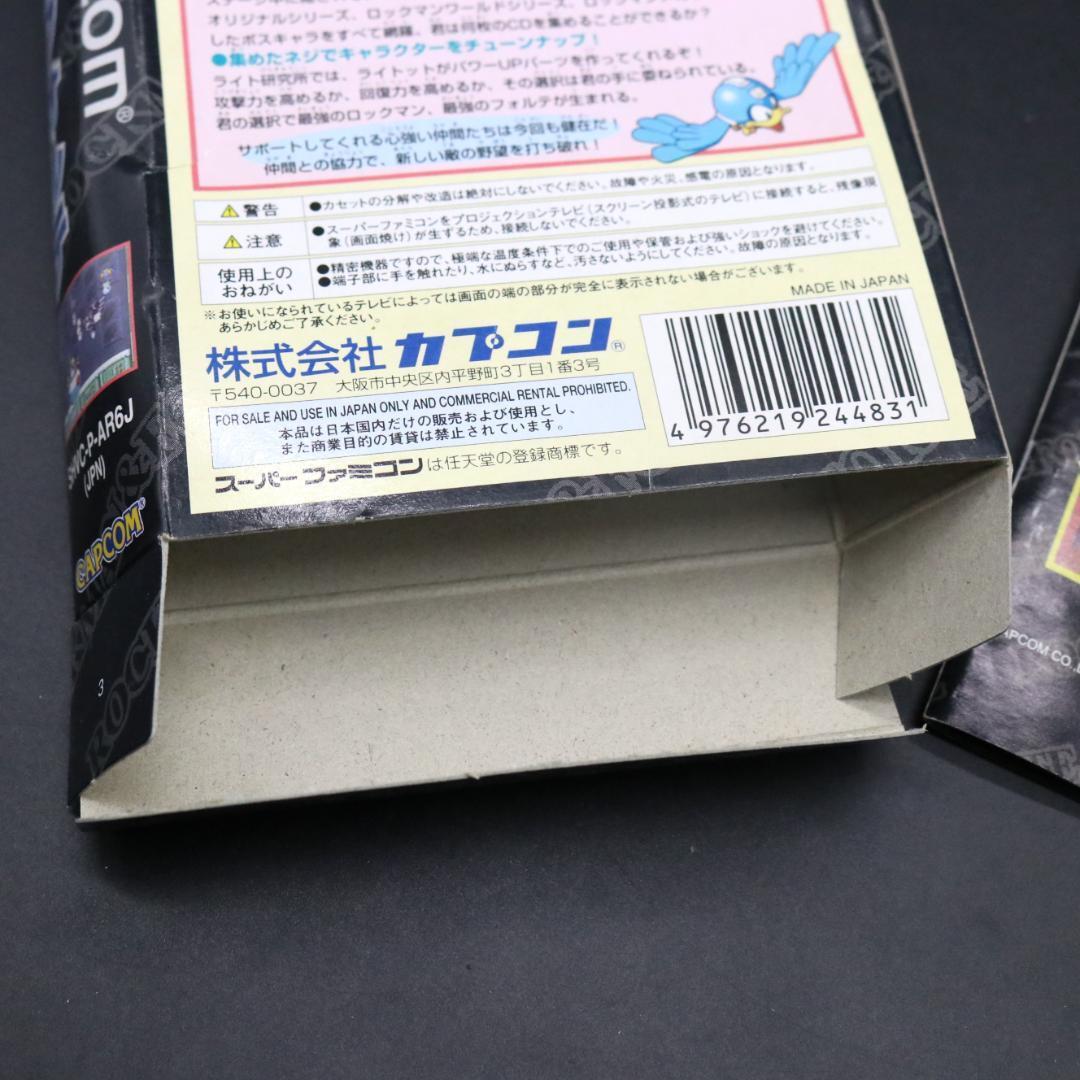 オリジナルシリーズ、ロックマンワールドシリーズ、
したボスキャラをすべて網羅、君は何枚のCDを集めることができるか?
●集めたネジでキャラクターをチューンナップ!
ライト研究所では、ライットがパワーUPパーツを作ってくれるぞ!
攻撃力を高めるか、回復力を高めるか、その選択は君の手に委ねられている。
君の選択で最強のロックマン、最強のフォルテが生まれる。
サポートしてくれる心強い仲間たちは今回も健在だ!
仲間との協力で、新しい敵の野望を打ち破れ!
警告
●カセットの分解や改造は絶対にしないでください。故障や火災、感電の原因となります。
注意
●スーパーファミコンをプロジェクションテレビ(スクリーン投影式のテレビ)に接続すると、残像現
象(画面焼け)が生ずるため、接続しないでください。
使用上の
おねがい
●精密機器ですので、極端な温度条件下でのご使用や保管および強いショックを避けてください。
●端子部に手を触れたり、水にぬらすなど、汚さないようにしてください。故障の原因となります。
※お使いになられているテレビによっては画面の端の部分が完全に表示されない場合がございます。
あらかじめご了承ください。
MADE IN JAPAN
株式会社 カプコン®
〒540-0037 大阪市中央区内平野町3丁目1番3号
FOR SALE AND USE IN JAPAN ONLY AND COMMERCIAL RENTAL PROHIBITED.
本品は日本国内だけの販売および使用とし、
また商業目的の賃貸は禁止されています。
スーパーファミコンは任天堂の登録商標です。
4 976219 244831
com®
SHVC-P-AR6J
(JPN)
CAPCOM®
3
CAPCOM CO.,